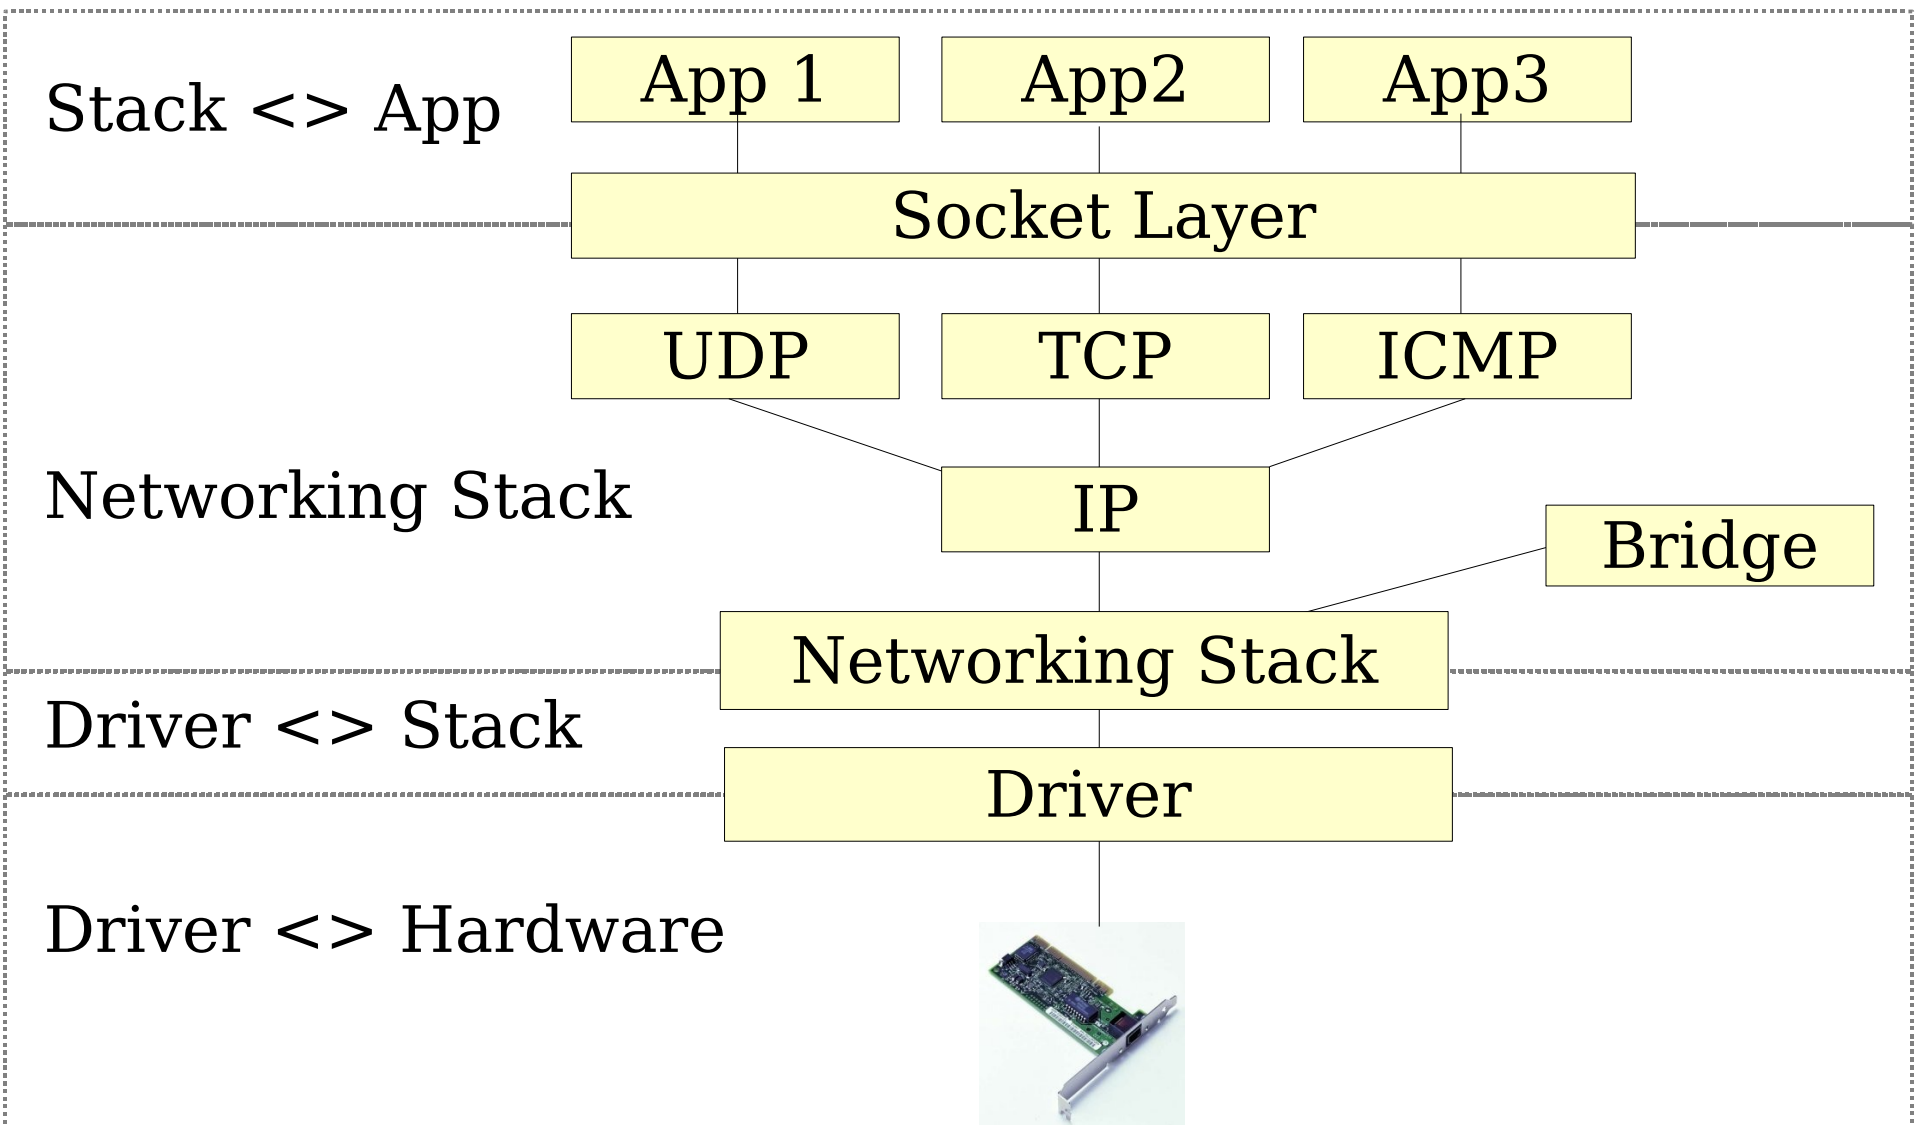 Stack <> App
App 1
App2
App3
Socket Layer
UDP
TCP
ICMP
Networking Stack
IP
Bridge
Networking Stack
Driver <> Stack
Driver
Driver <> Hardware